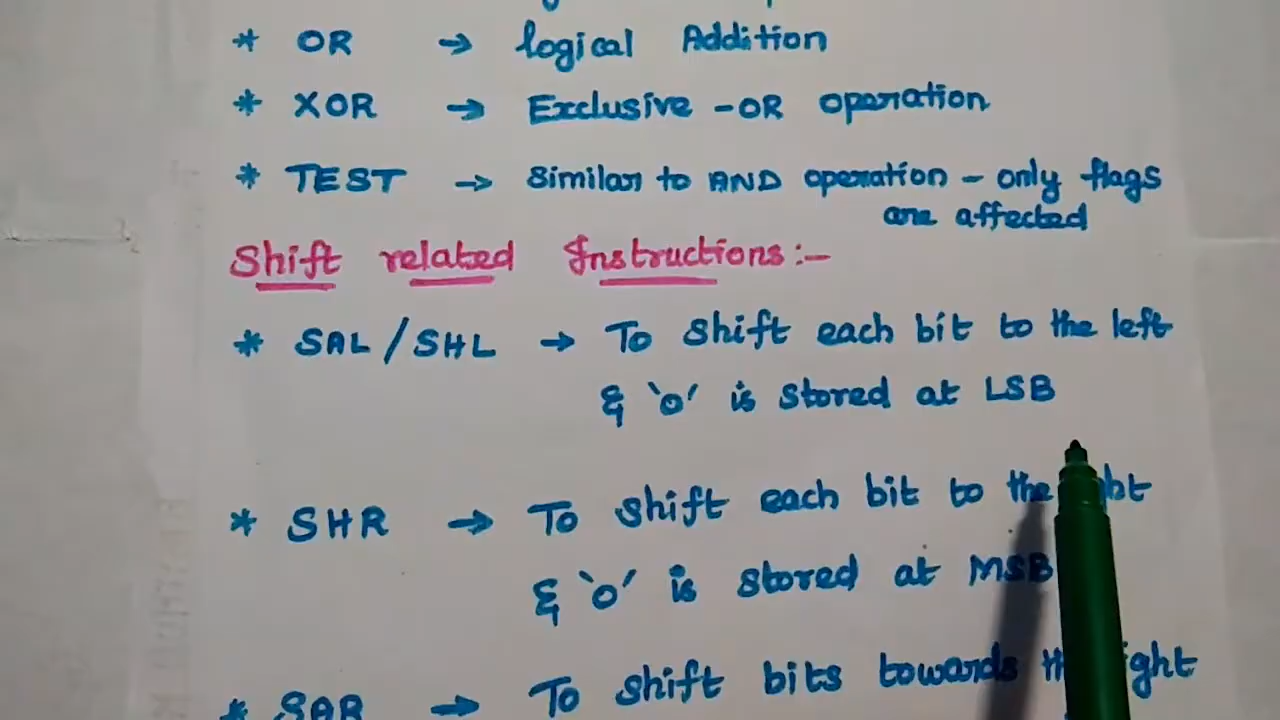 * OR → logical Addition
* XOR → Exclusive -OR operation
* TEST → Similar to AND operation - only flags
are affected
Shift related Instructions:-
* SAL/SHL → To shift each bit to the left
& 'o' is stored at LSB
* SHR → To shift each bit to the
& 'o' is stored at MSB
* SAR → To shift bits towards